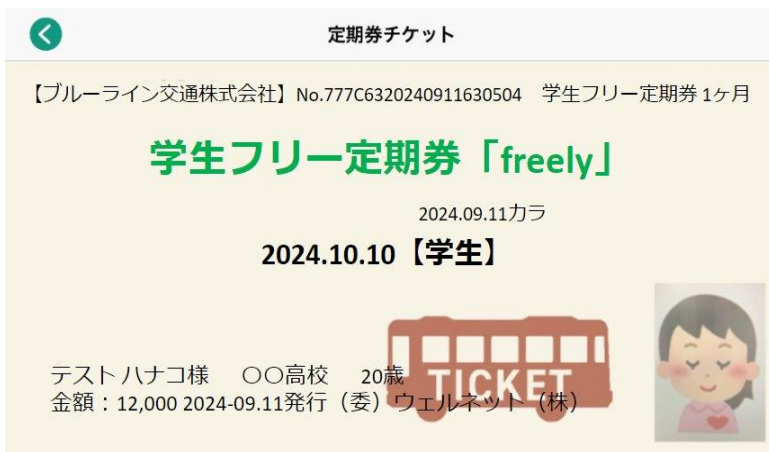 定期券チケット
【ブルーライン交通株式会社】No.777C6320240911630504 学生フリー定期券 1ケ月
学生フリー定期券「freely」
2024.09.11カラ
2024.10.10【学生】
テスト ハナコ様 〇〇高校 20歳
TICKET
金額：12,000 2024-09.11発行（委）ウェルネット（株）